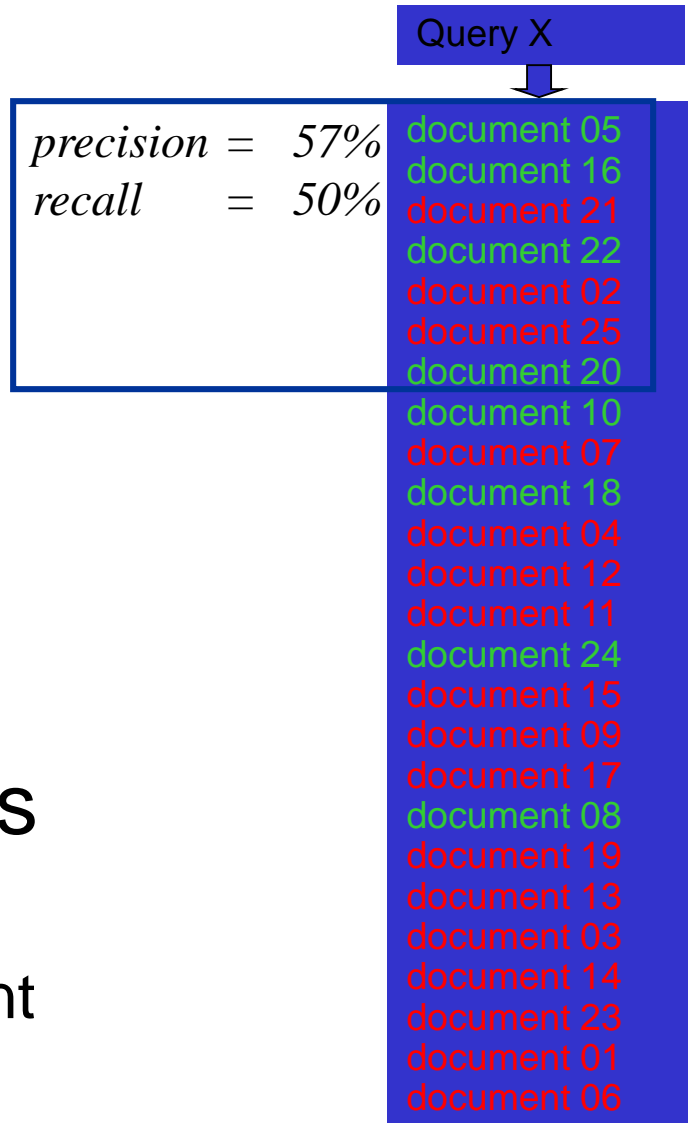 Query X
precision = 57%
recall = 50%
document 05
document 16
document 21
document 22
document 02
document 25
document 20
document 10
document 07
document 18
document 04
document 12
document 11
document 24
document 15
document 09
document 17
s
document 08
document 19
document 13
document 03
document 14
nt
document 23
document 01
document 06